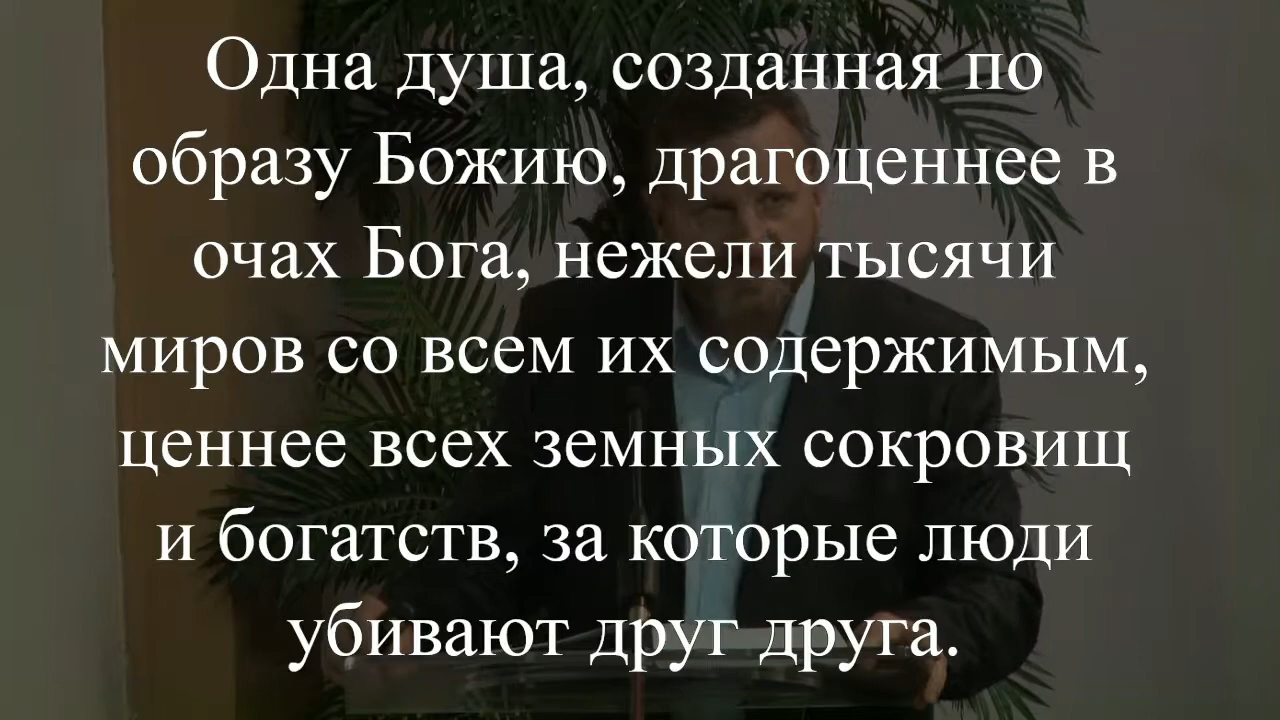 Одна душа, созданная по
образу Божию, драгоценнее в
очах Бога, нежели тысячи
миров со всем их содержимым,
ценнее всех земных сокровищ
и богатств, за которые люди
убивают друг друга.